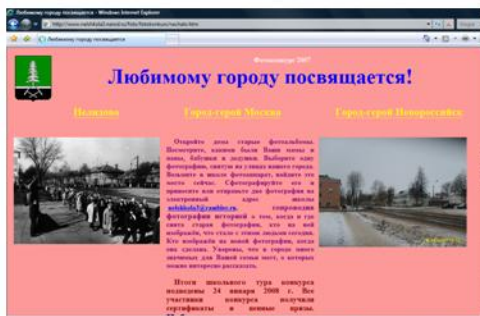 Любимому городу посвящается - Windows Internet Explorer
Любимому городу посвящается
Фотоконкурс 2007
Любимому городу посвящается!
Нелидово
Город-герой Москва
Город-герой Новороссийск
Откройте дома старые фотоальбомы.
Посмотрите, какими были Ваши мамы и
папы, бабушки и дедушки. Выберите одну
фотографию, снятую на улицах нашего города.
Возьмите в школе фотоаппарат, найдите это
место сейчас. Сфотографируйте его и
принесите или отправьте две фотографии на
электронный адрес школы
сопроводив
фотографии историей о том, когда и где
снята старая фотография, кто на ней
изображён, что стало с этими людьми сегодня.
Кто изображён на новой фотографии, когда
она сделана. Уверены, что в городе много
значимых для Вашей семьи мест, о которых
можно интересно рассказать.
Итоги школьного тура конкурса
подведены 24 января 2008 г. Все
участники конкурса получили
сертификаты и ценные призы.